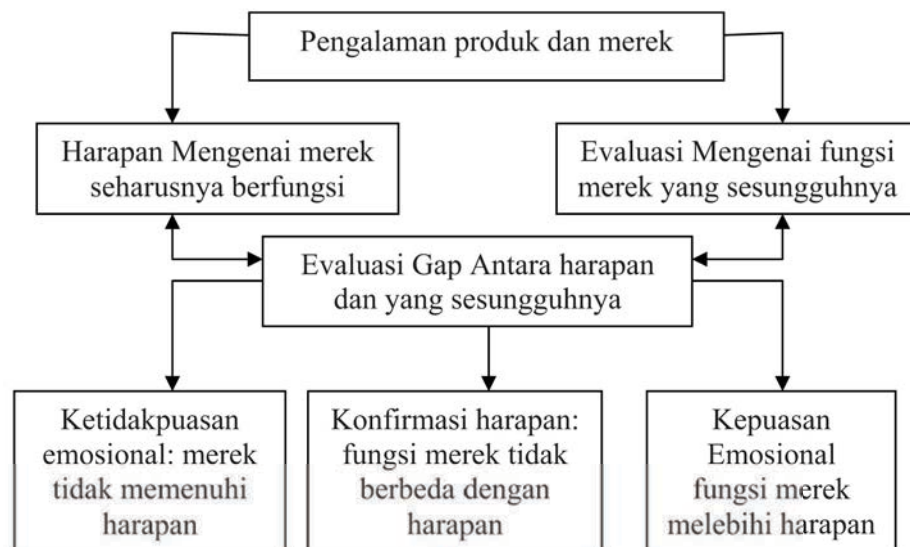 Pengalaman produk dan merek
Harapan Mengenai merek
seharusnya berfungsi
Evaluasi Mengenai fungsi
merek yang sesungguhnya
Evaluasi Gap Antara harapan
dan yang sesungguhnya
Ketidakpuasan
emosional: merek
tidak memenuhi
harapan
Konfirmasi harapan:
fungsi merek tidak
berbeda dengan
harapan
Kepuasan
Emosional
fungsi merek
melebihi harapan